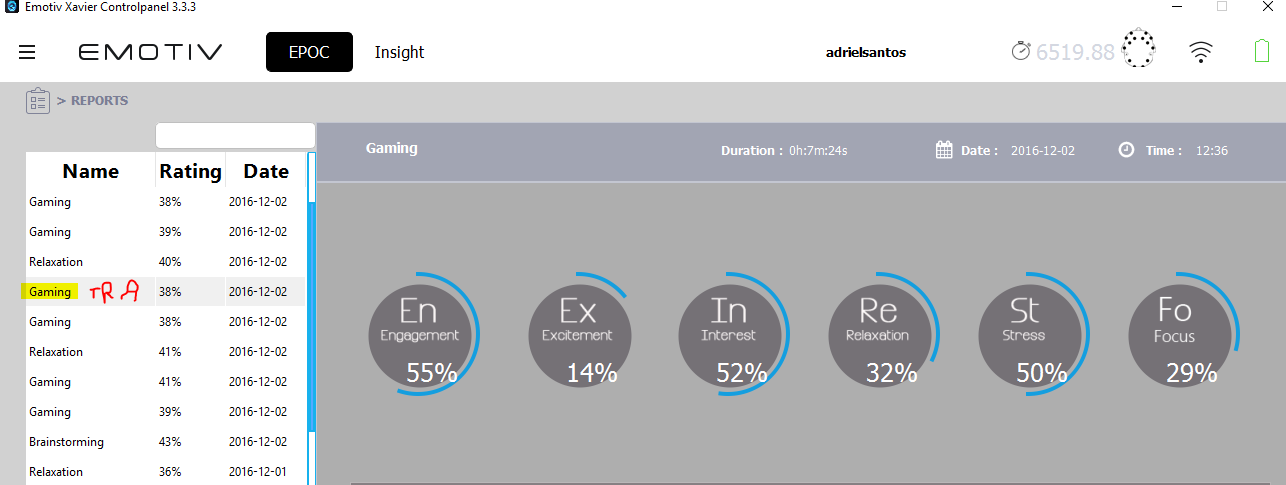 Emotiv Xavier Controlpanel 3.3.3
EMOTIV EPOC Insight adrielsantos 6519.88
> REPORTS
Gaming Duration : 0h:7m:24s Date : 2016-12-02 Time : 12:36
Name Rating Date
Gaming 38% 2016-12-02
Gaming 39% 2016-12-02
Relaxation 40% 2016-12-02
Gaming TRA 38% 2016-12-02
Gaming 38% 2016-12-02
Relaxation 41% 2016-12-02
Gaming 41% 2016-12-02
Gaming 39% 2016-12-02
Brainstorming 43% 2016-12-02
Relaxation 36% 2016-12-01
En Ex In Re St Fo
Engagement Excitement Interest Relaxation Stress Focus
55% 14% 52% 32% 50% 29%